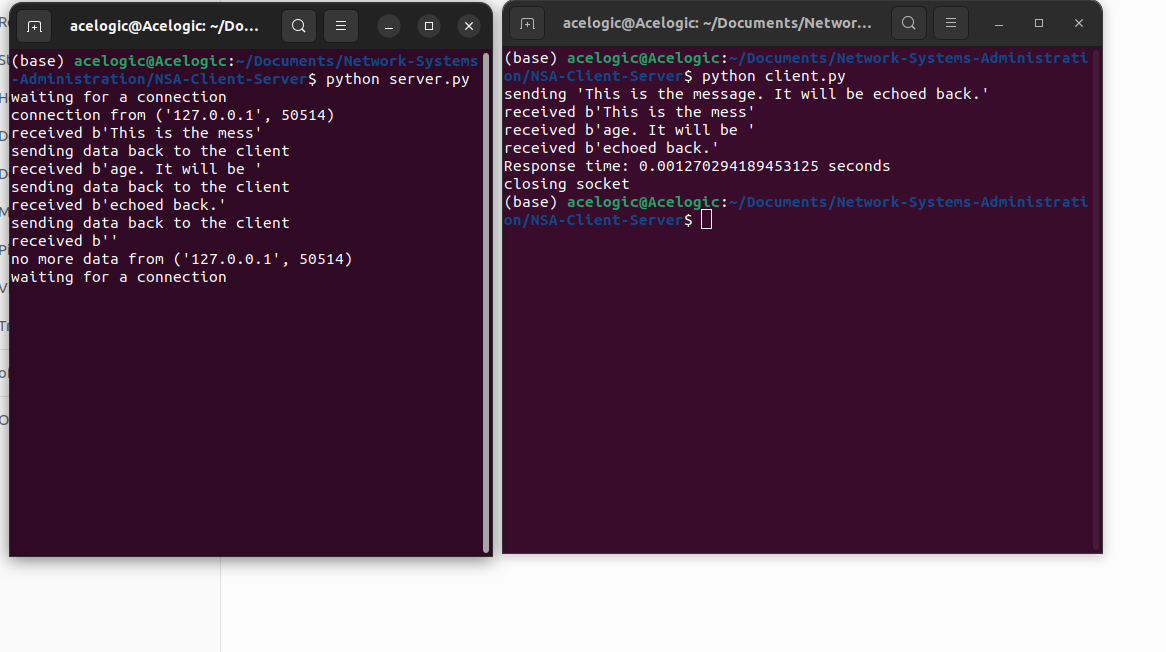 acelogic@Acelogic: ~/Do...
(base) acelogic@Acelogic:~/Documents/Network-Systems
-Administration/NSA-Client-Server$ python server.py
waiting for a connection
connection from ('127.0.0.1', 50514)
received b'This is the mess'
sending data back to the client
received b'age. It will be '
sending data back to the client
received b'echoed back.'
sending data back to the client
received b''
no more data from ('127.0.0.1', 50514)
waiting for a connection
acelogic@Acelogic: ~/Documents/Networ...
(base) acelogic@Acelogic:~/Documents/Network-Systems-Administrati
on/NSA-Client-Server$ python client.py
sending 'This is the message. It will be echoed back.'
received b'This is the mess'
received b'age. It will be '
received b'echoed back.'
Response time: 0.001270294189453125 seconds
closing socket
(base) acelogic@Acelogic:~/Documents/Network-Systems-Administrati
on/NSA-Client-Server$